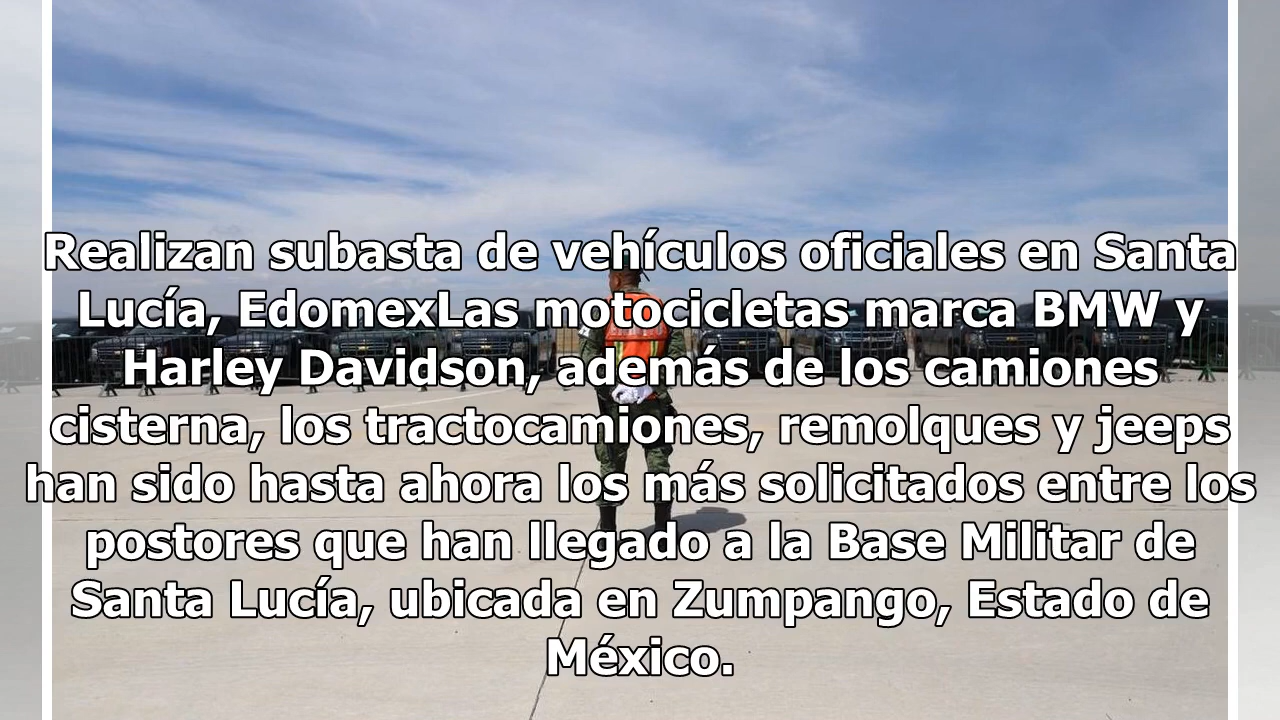 Realizan subasta de vehículos oficiales en Santa
Lucía, EdomexLas motocicletas marca BMW y
Harley Davidson, además de los camiones
cisterna, los tractocamiones, remolques y jeeps
han sido hasta ahora los más solicitados entre los
postores que han llegado a la Base Militar de
Santa Lucía, ubicada en Zumpango, Estado de
México.